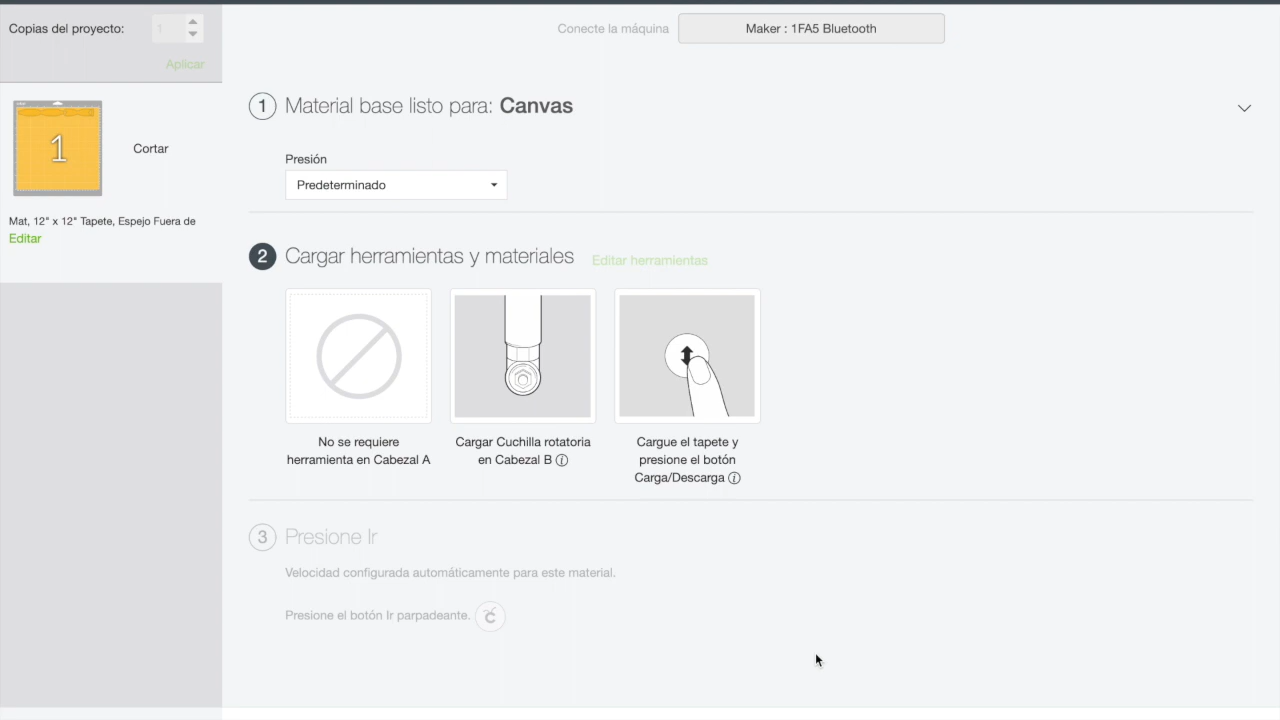 Copias del proyecto:
1
Conecte la máquina
Maker : 1FA5 Bluetooth
Aplicar
1
Cortar
Mat, 12" x 12" Tapete, Espejo Fuera de
Editar
1 Material base listo para: Canvas
Presión
Predeterminado
2 Cargar herramientas y materiales
Editar herramientas
No se requiere
herramienta en Cabezal A
Cargar Cuchilla rotatoria
en Cabezal B
Cargue el tapete y
presione el botón
Carga/Descarga
3 Presione Ir
Velocidad configurada automáticamente para este material.
Presione el botón Ir parpadeante.